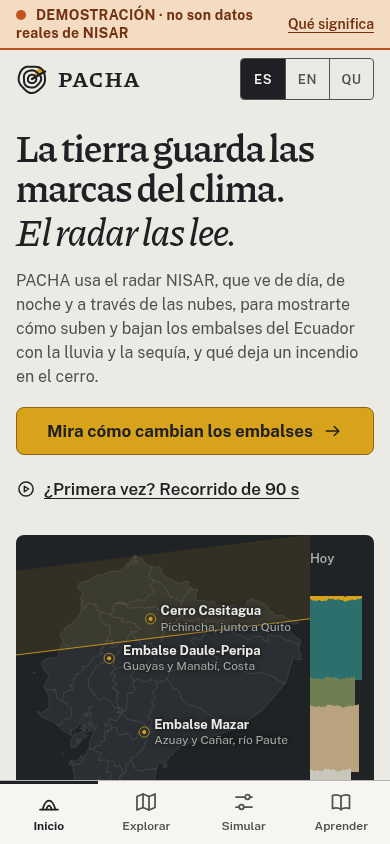 DEMOSTRACIÓN · no son datos
reales de NISAR
Qué significa
PACHA
ES EN QU
La tierra guarda las
marcas del clima.
El radar las lee.
PACHA usa el radar NISAR, que ve de día, de
noche y a través de las nubes, para mostrarte
cómo suben y bajan los embalses del Ecuador
con la lluvia y la sequía, y qué deja un incendio
en el cerro.
Mira cómo cambian los embalses →
¿Primera vez? Recorrido de 90 s
Hoy
Cerro Casitagua
Pichincha, junto a Quito
Embalse Daule-Peripa
Guayas y Manabí, Costa
Embalse Mazar
Azuay y Cañar, río Paute
Inicio Explorar Simular Aprender